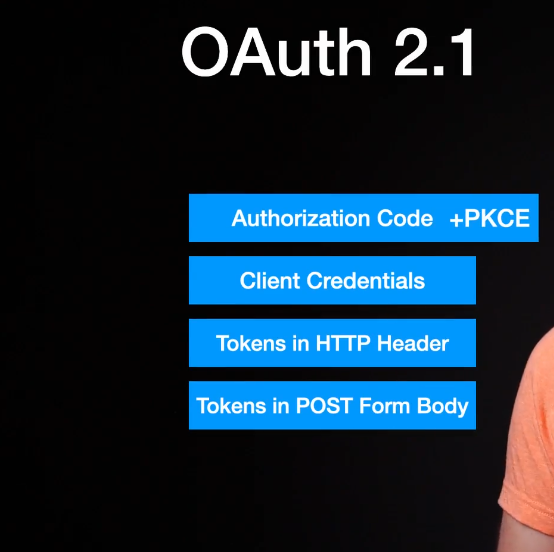 OAuth 2.1
Authorization Code +PKCE
Client Credentials
Tokens in HTTP Header
Tokens in POST Form Body